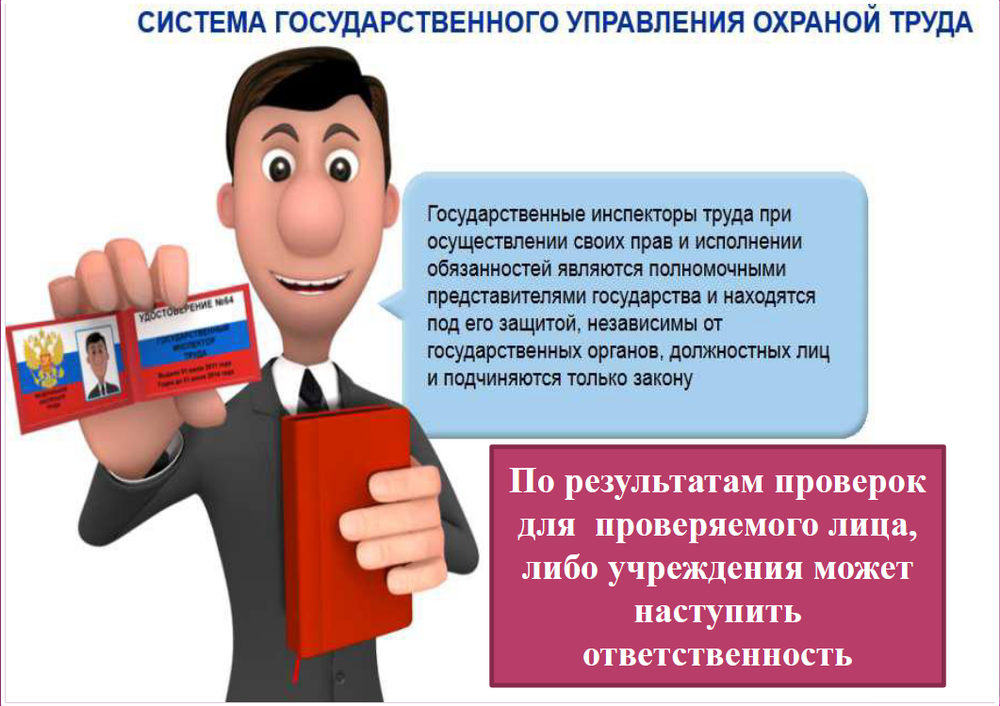 СИСТЕМА ГОСУДАРСТВЕННОГО УПРАВЛЕНИЯ ОХРАНОЙ ТРУДА
Государственные инспекторы труда при
осуществлении своих прав и исполнении
обязанностей являются полномочными
представителями государства и находятся
под его защитой, независимы от
государственных органов, должностных лиц
и подчиняются только закону
УДОСТОВЕРЕНИЕ №64
ГОСУДАРСТВЕННЫЙ
ИНСПЕКТОР
ТРУДА
По результатам проверок
для  проверяемого лица,
либо учреждения может
наступить
ответственность